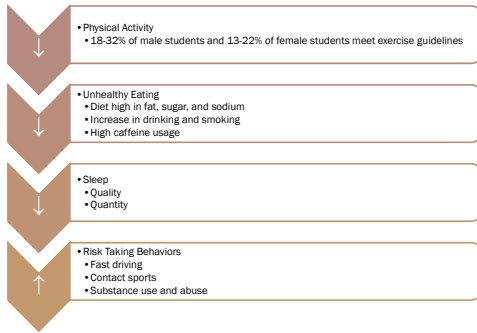 ↓
•Physical Activity
•18-32% of male students and 13-22% of female students meet exercise guidelines
↓
•Unhealthy Eating
•Diet high in fat, sugar, and sodium
•Increase in drinking and smoking
•High caffeine usage
↓
•Sleep
•Quality
•Quantity
↑
•Risk Taking Behaviors
•Fast driving
•Contact sports
•Substance use and abuse